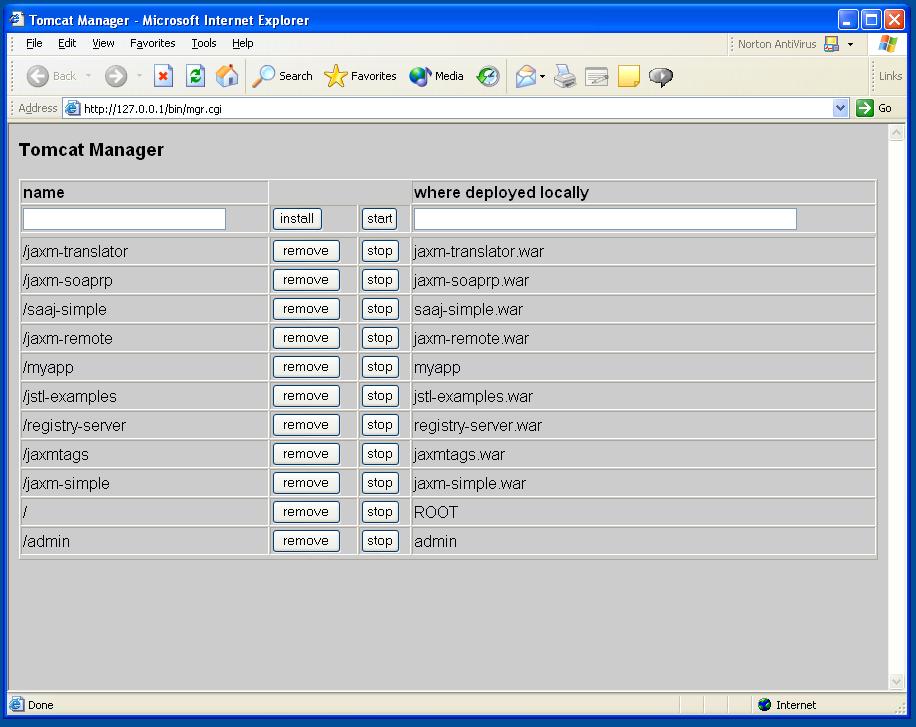 Tomcat Manager - Microsoft Internet Explorer
File Edit View Favorites Tools Help Norton AntiVirus
Back Search Favorites Media Links
Address http://127.0.0.1/bin/mgr.cgi Go
Tomcat Manager
name where deployed locally
install start
/jaxm-translator remove stop jaxm-translator.war
/jaxm-soaprp remove stop jaxm-soaprp.war
/saaj-simple remove stop saaj-simple.war
/jaxm-remote remove stop jaxm-remote.war
/myapp remove stop myapp
/jstl-examples remove stop jstl-examples.war
/registry-server remove stop registry-server.war
/jaxmtags remove stop jaxmtags.war
/jaxm-simple remove stop jaxm-simple.war
/ remove stop ROOT
/admin remove stop admin
Done Internet